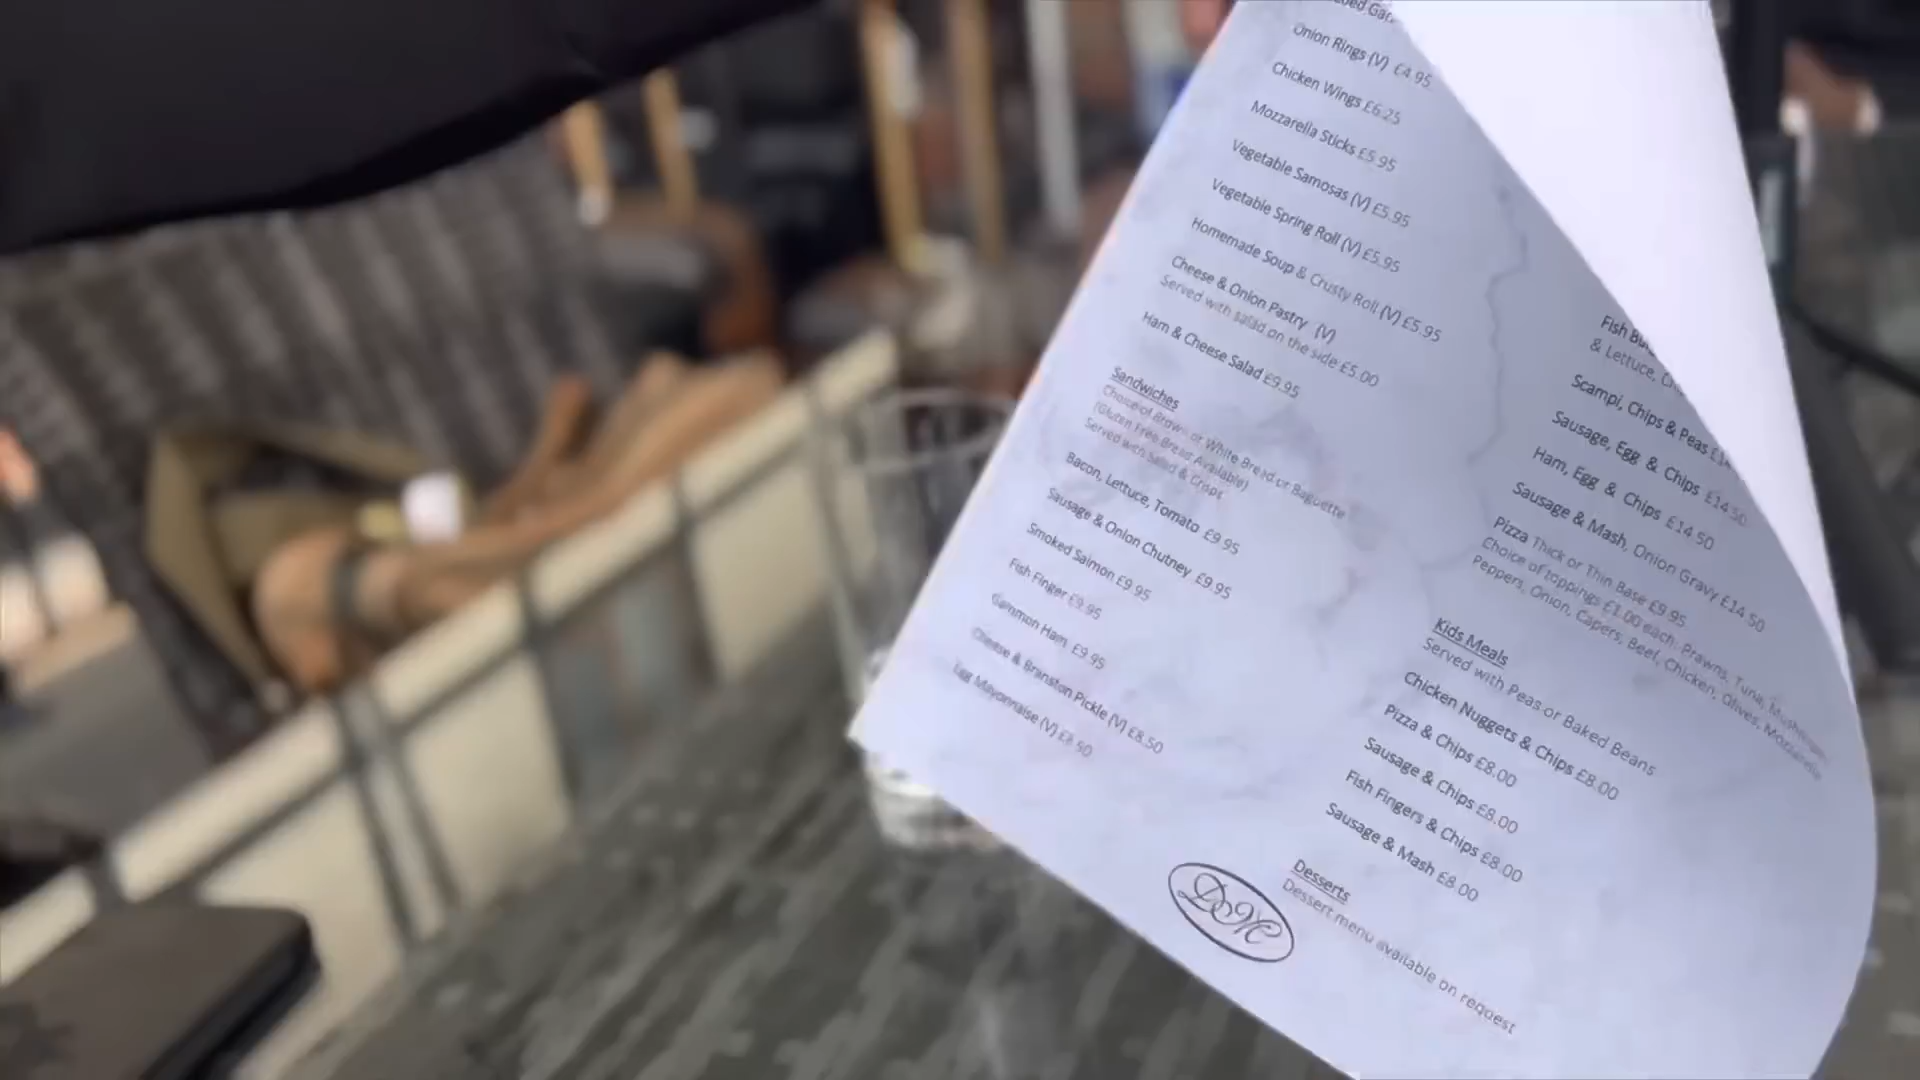 Onion Rings (V) £4.95
Chicken Wings £6.25
Mozzarella Sticks £5.95
Vegetable Samosas (V) £5.95
Vegetable Spring Roll (V) £5.95
Homemade Soup & Crusty Roll (V) £5.95
Cheese & Onion Pastry (V)
Served with salad on the side £5.00
Ham & Cheese Salad £9.95
Sandwiches
Choice of Brown or White Bread or Baguette
(Gluten Free Bread Available)
Served with Salad & Crisps
Bacon, Lettuce, Tomato £9.95
Sausage & Onion Chutney £9.95
Smoked Salmon £9.95
Fish Finger £9.95
Gammon Ham £9.95
Cheese & Branston Pickle (V) £8.50
Egg Mayonnaise (V) £8.50
Fish
& Lettuce,
Scampi, Chips & Peas
Sausage, Egg & Chips £14.50
Ham, Egg & Chips £14.50
Sausage & Mash, Onion Gravy £14.50
Pizza Thick or Thin Base £9.95
Choice of toppings £1.00 each: Prawns, Tuna, Mushroom,
Peppers, Onion, Capers, Beef, Chicken, Olives, Mozzarella
Kids Meals
Served with Peas or Baked Beans
Chicken Nuggets & Chips £8.00
Pizza & Chips £8.00
Sausage & Chips £8.00
Fish Fingers & Chips £8.00
Sausage & Mash £8.00
Desserts
Dessert menu available on request